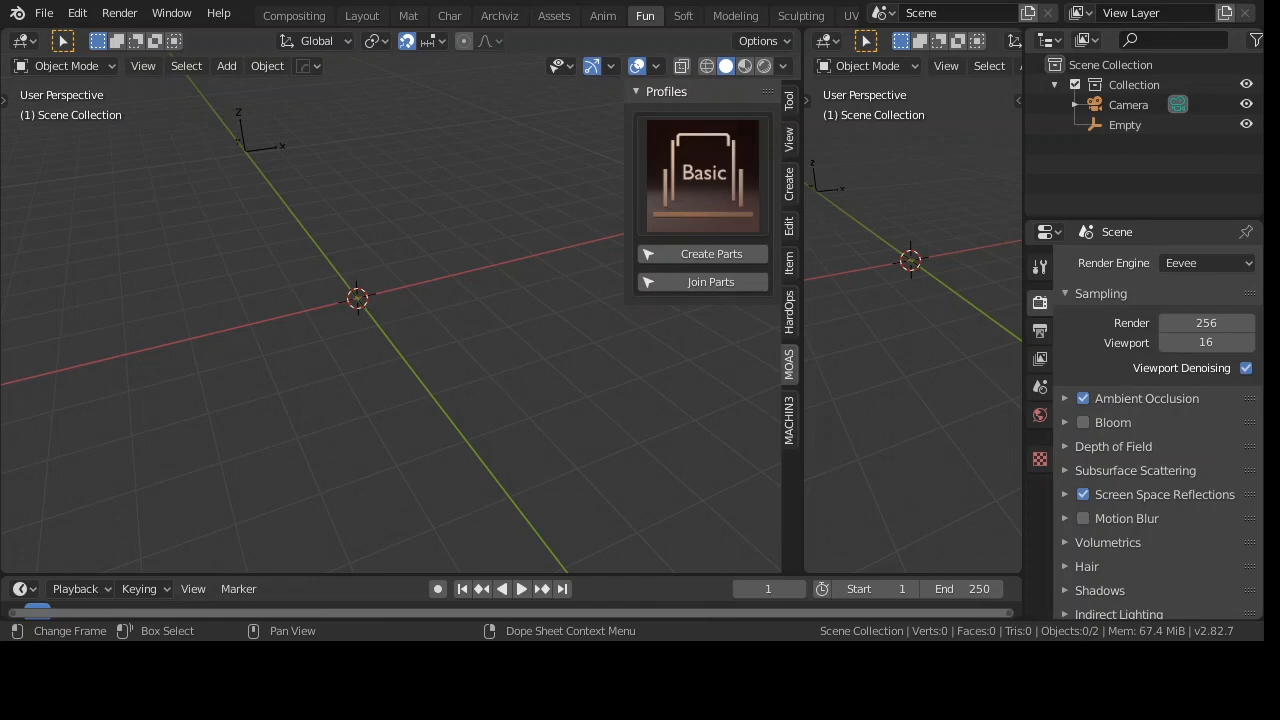 File Edit Render Window Help Compositing Layout Mat Char Archviz Assets Anim Fun Soft Modeling Sculpting UV Scene View Layer
Global Options
Object Mode View Select Add Object Object Mode View Select
User Perspective
(1) Scene Collection
Z
x
Profiles
Basic
Create Parts
Join Parts
Tool
View
Create
Edit
Item
HardOps
MOAS
MACHIN3
User Perspective
(1) Scene Collection
z
x
Scene Collection
Collection
Camera
Empty
Scene
Render Engine Eevee
Sampling
Render 256
Viewport 16
Viewport Denoising
Ambient Occlusion
Bloom
Depth of Field
Subsurface Scattering
Screen Space Reflections
Motion Blur
Volumetrics
Hair
Shadows
Indirect Lighting
Playback Keying View Marker 1 Start 1 End 250
Change Frame Box Select Pan View Dope Sheet Context Menu Scene Collection | Verts:0 | Faces:0 | Tris:0 | Objects:0/2 | Mem: 67.4 MiB | v2.82.7